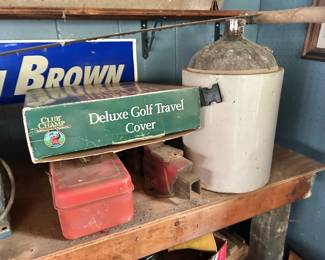 BROWN
CLUB CHAMP
Deluxe Golf Travel
Cover